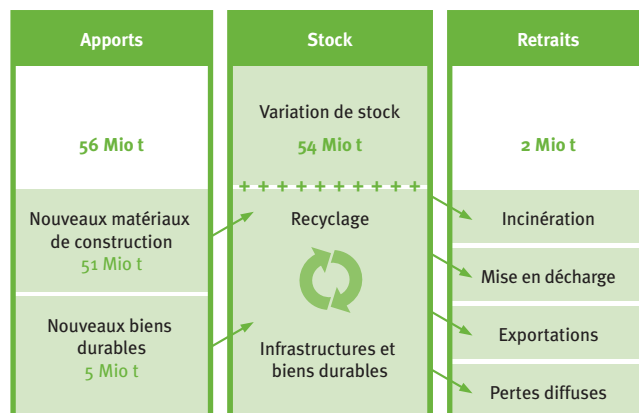 Apports
56 Mio t
Nouveaux matériaux
de construction
51 Mio t
Nouveaux biens
durables
5 Mio t
Stock
Variation de stock
54 Mio t
+ + + + + + + + + +
Recyclage
Infrastructures et
biens durables
Retraits
2 Mio t
Incinération
Mise en décharge
Exportations
Pertes diffuses